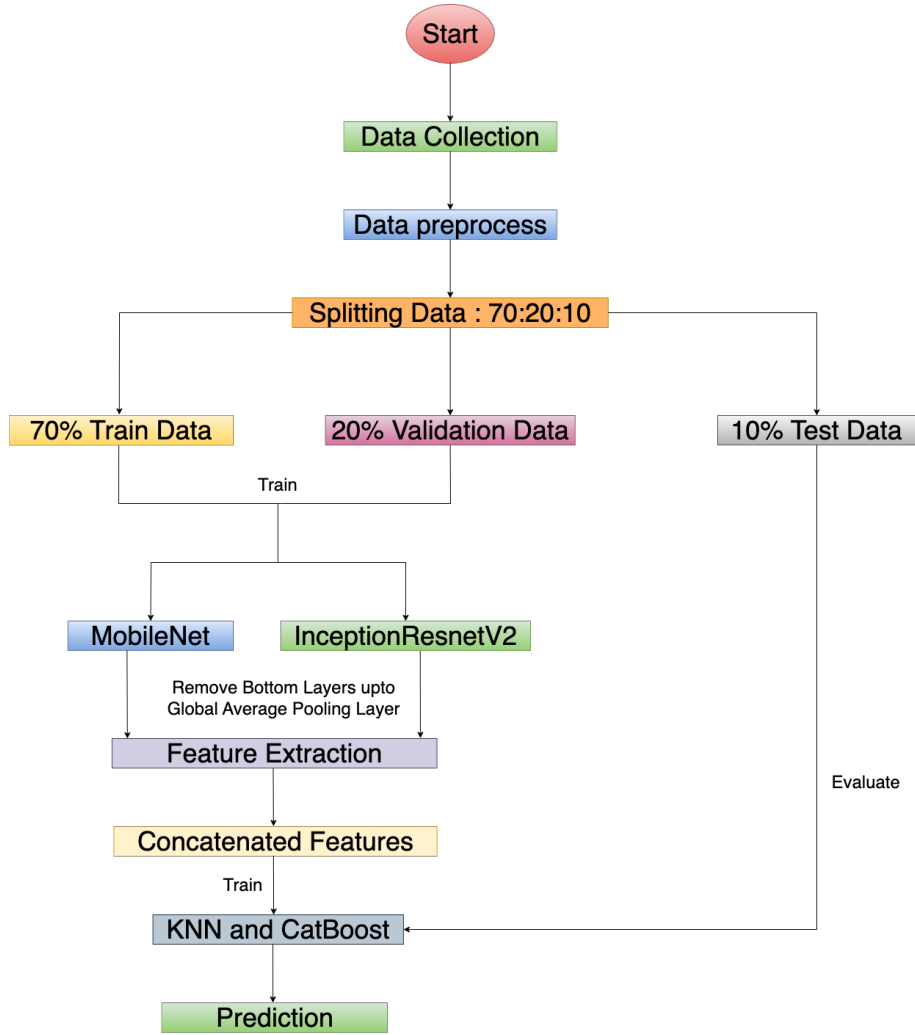 Start
Data Collection
Data preprocess
Splitting Data : 70:20:10
70% Train Data
20% Validation Data
10% Test Data
Train
MobileNet
InceptionResnetV2
Remove Bottom Layers upto
Global Average Pooling Layer
Feature Extraction
Evaluate
Concatenated Features
Train
KNN and CatBoost
Prediction